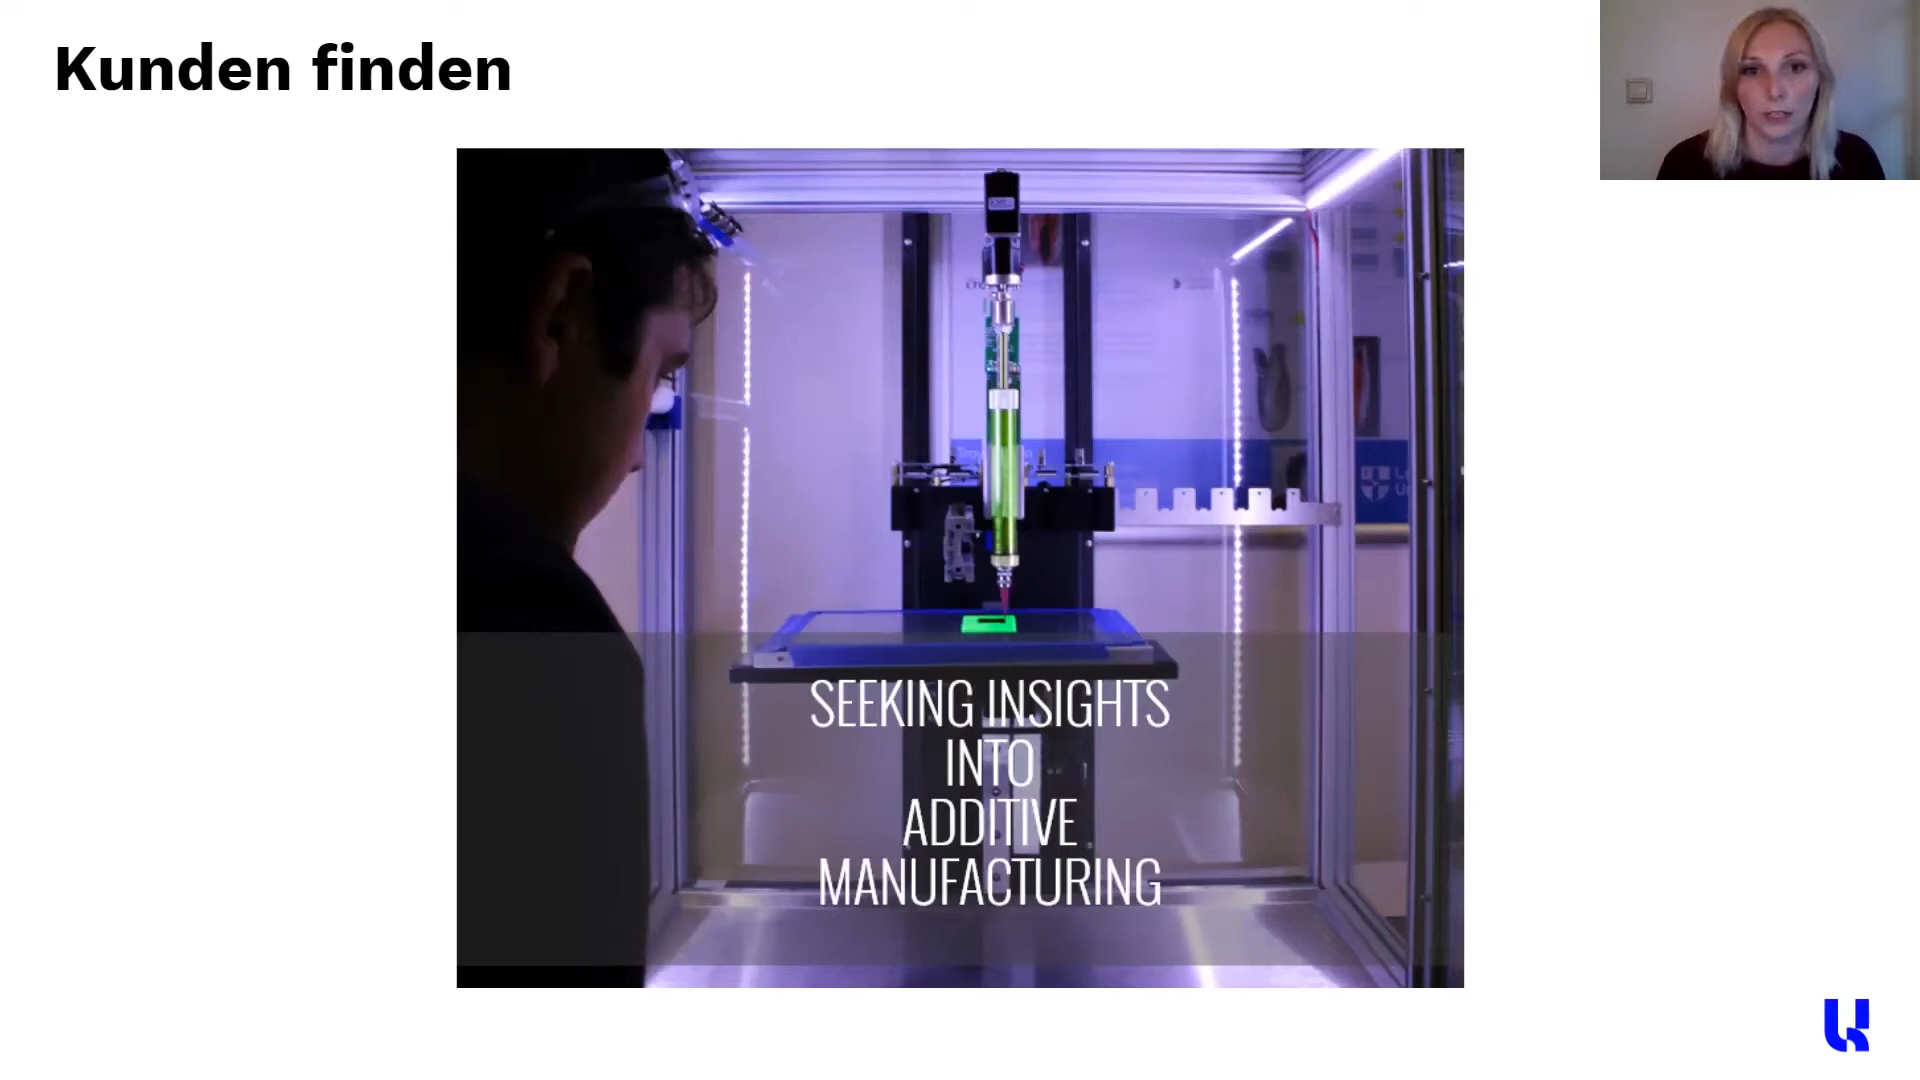 Kunden finden
SEEKING INSIGHTS
INTO
ADDITIVE
MANUFACTURING